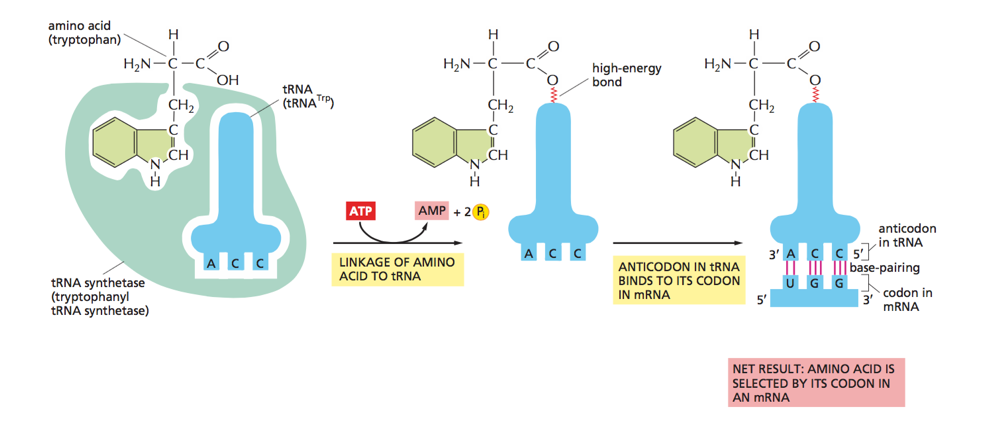 amino acid
(tryptophan)
H
O
H₂N C C
OH
CH₂
C
CH
N
H
tRNA
(tRNAᵀʳᵖ)
A C C
tRNA synthetase
(tryptophanyl
tRNA synthetase)
ATP AMP + 2 Pi
LINKAGE OF AMINO
ACID TO tRNA
H
O
H₂N C C
O
CH₂
C
CH
N
H
high-energy
bond
A C C
ANTICODON IN tRNA
BINDS TO ITS CODON
IN mRNA
H
O
H₂N C C
O
CH₂
C
CH
N
H
anticodon
in tRNA
3′ A C C 5′
base-pairing
U G G
5′ 3′
codon in
mRNA
NET RESULT: AMINO ACID IS
SELECTED BY ITS CODON IN
AN mRNA